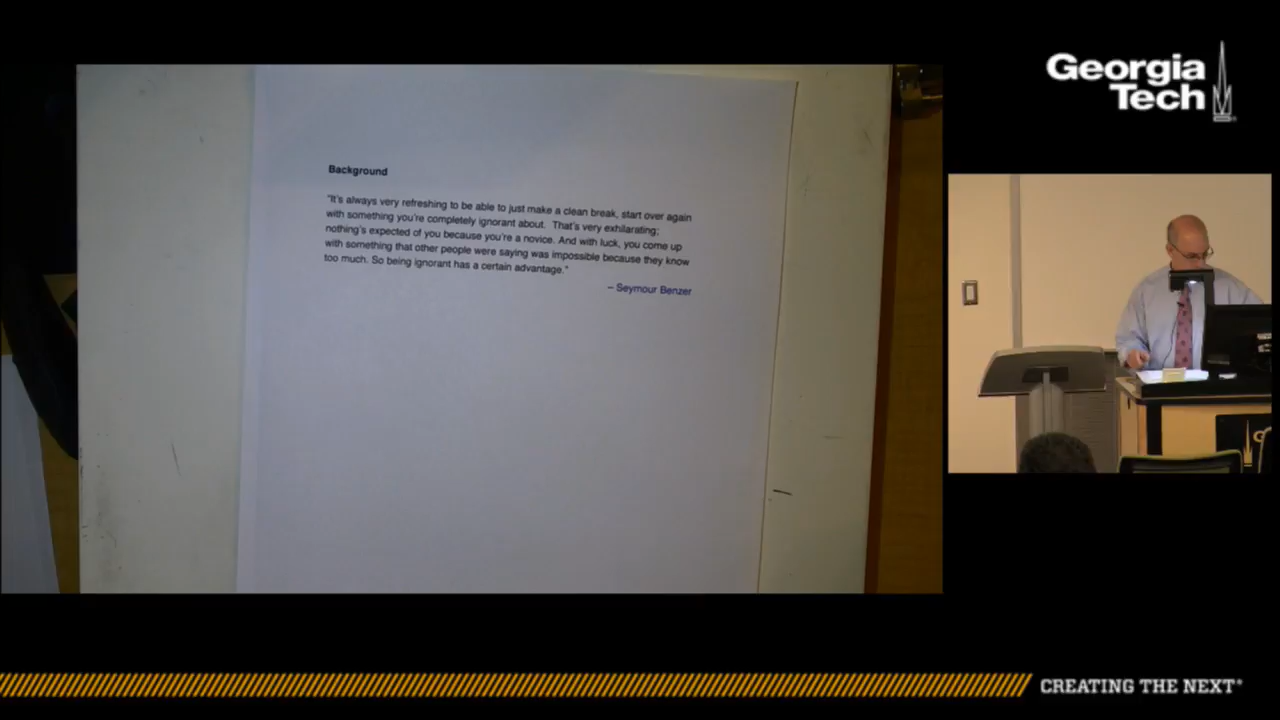 Georgia
Tech
Background
"It's always very refreshing to be able to just make a clean break, start over again
with something you're completely ignorant about.  That's very exhilarating;
nothing's expected of you because you're a novice. And with luck, you come up
with something that other people were saying was impossible because they know
too much. So being ignorant has a certain advantage."
– Seymour Benzer
CREATING THE NEXT